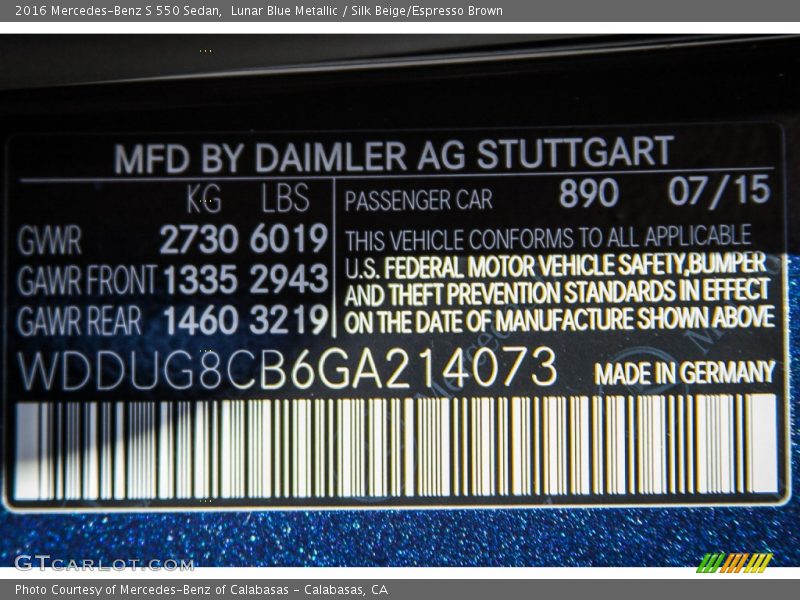 2016 Mercedes-Benz S 550 Sedan,  Lunar Blue Metallic / Silk Beige/Espresso Brown
MFD BY DAIMLER AG STUTTGART
KG LBS
GVWR 2730 6019
GAWR FRONT 1335 2943
GAWR REAR 1460 3219
PASSENGER CAR 890 07/15
THIS VEHICLE CONFORMS TO ALL APPLICABLE
U.S. FEDERAL MOTOR VEHICLE SAFETY,BUMPER
AND THEFT PREVENTION STANDARDS IN EFFECT
ON THE DATE OF MANUFACTURE SHOWN ABOVE
WDDUG8CB6GA214073 MADE IN GERMANY
GTCARLOT.COM
Photo Courtesy of Mercedes-Benz of Calabasas - Calabasas, CA